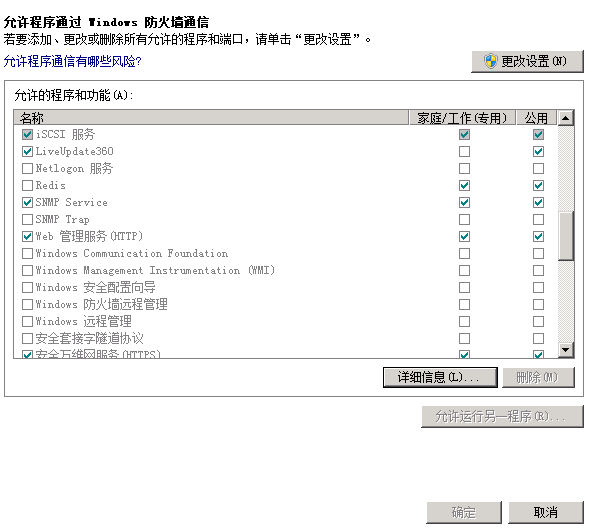 允许程序通过 Windows 防火墙通信
若要添加、更改或删除所有允许的程序和端口，请单击“更改设置”。
允许程序通信有哪些风险?
更改设置(N)
允许的程序和功能(A):
名称 家庭/工作(专用) 公用
iSCSI 服务
LiveUpdate360
Netlogon 服务
Redis
SNMP Service
SNMP Trap
Web 管理服务(HTTP)
Windows Communication Foundation
Windows Management Instrumentation (WMI)
Windows 安全配置向导
Windows 防火墙远程管理
Windows 远程管理
安全套接字隧道协议
安全万维网服务(HTTPS)
详细信息(L)... 删除(M)
允许运行另一程序(R)...
确定 取消